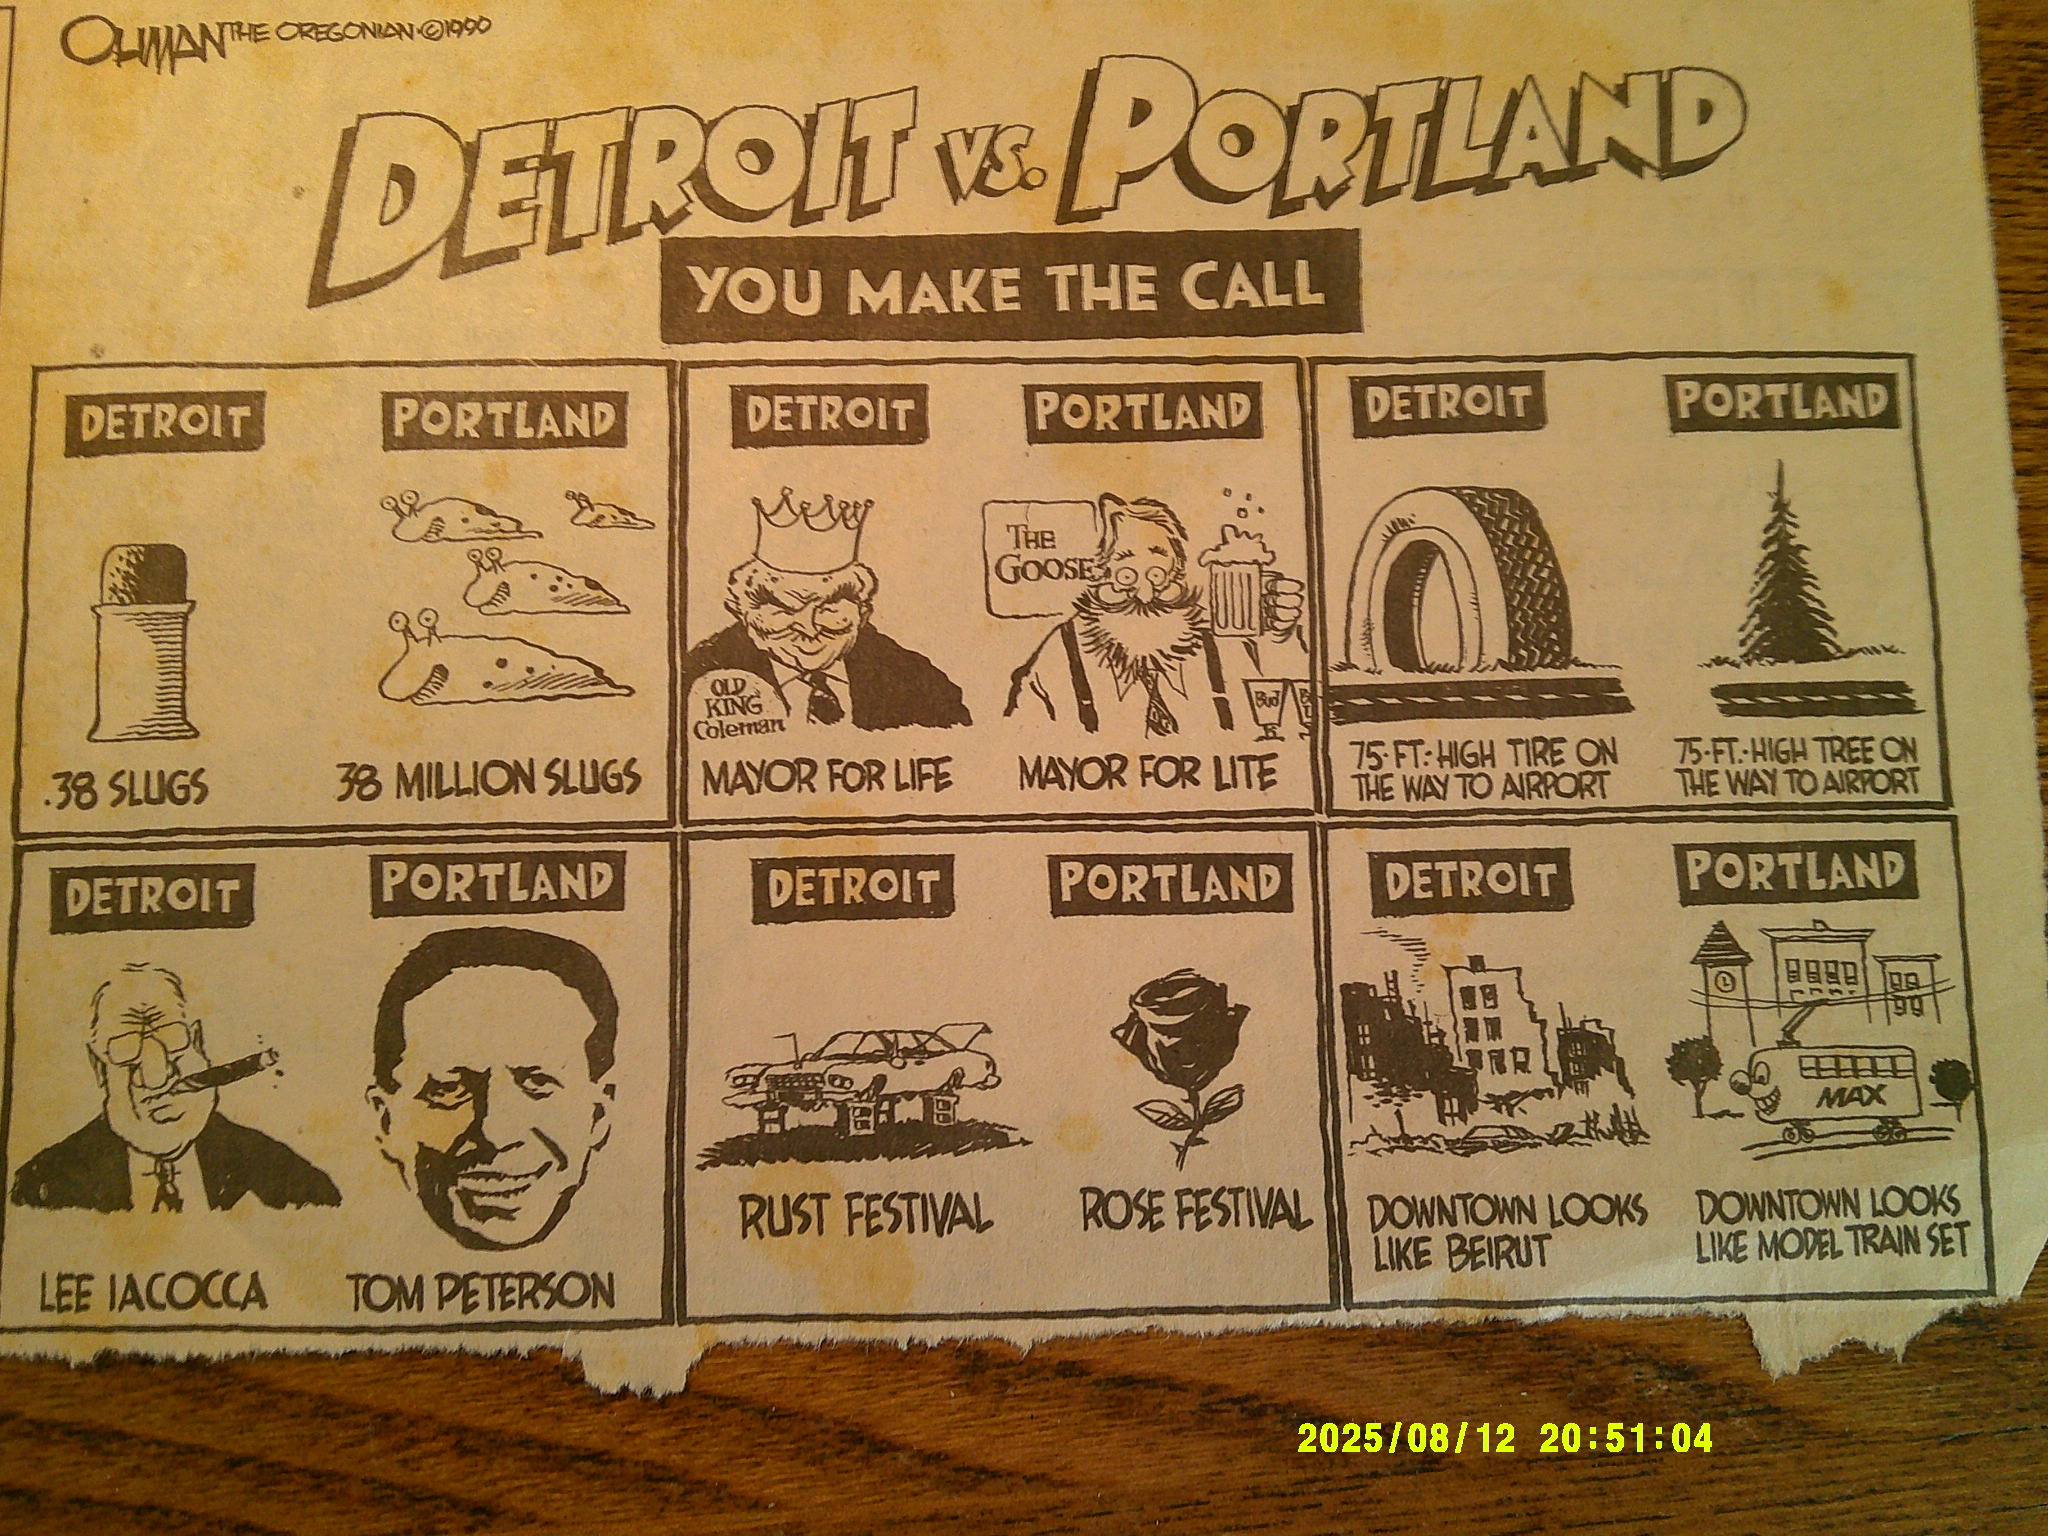 OHMAN THE OREGONIAN ©1990
DETROIT VS. PORTLAND
YOU MAKE THE CALL
DETROIT
PORTLAND
.38 SLUGS
38 MILLION SLUGS
DETROIT
PORTLAND
THE
GOOSE
OLD
KING
Coleman
Bud
MAYOR FOR LIFE
MAYOR FOR LITE
DETROIT
PORTLAND
75-FT.-HIGH TIRE ON
THE WAY TO AIRPORT
75-FT.-HIGH TREE ON
THE WAY TO AIRPORT
DETROIT
PORTLAND
LEE IACOCCA
TOM PETERSON
DETROIT
PORTLAND
RUST FESTIVAL
ROSE FESTIVAL
DETROIT
PORTLAND
MAX
DOWNTOWN LOOKS
LIKE BEIRUT
DOWNTOWN LOOKS
LIKE MODEL TRAIN SET
2025/08/12 20:51:04